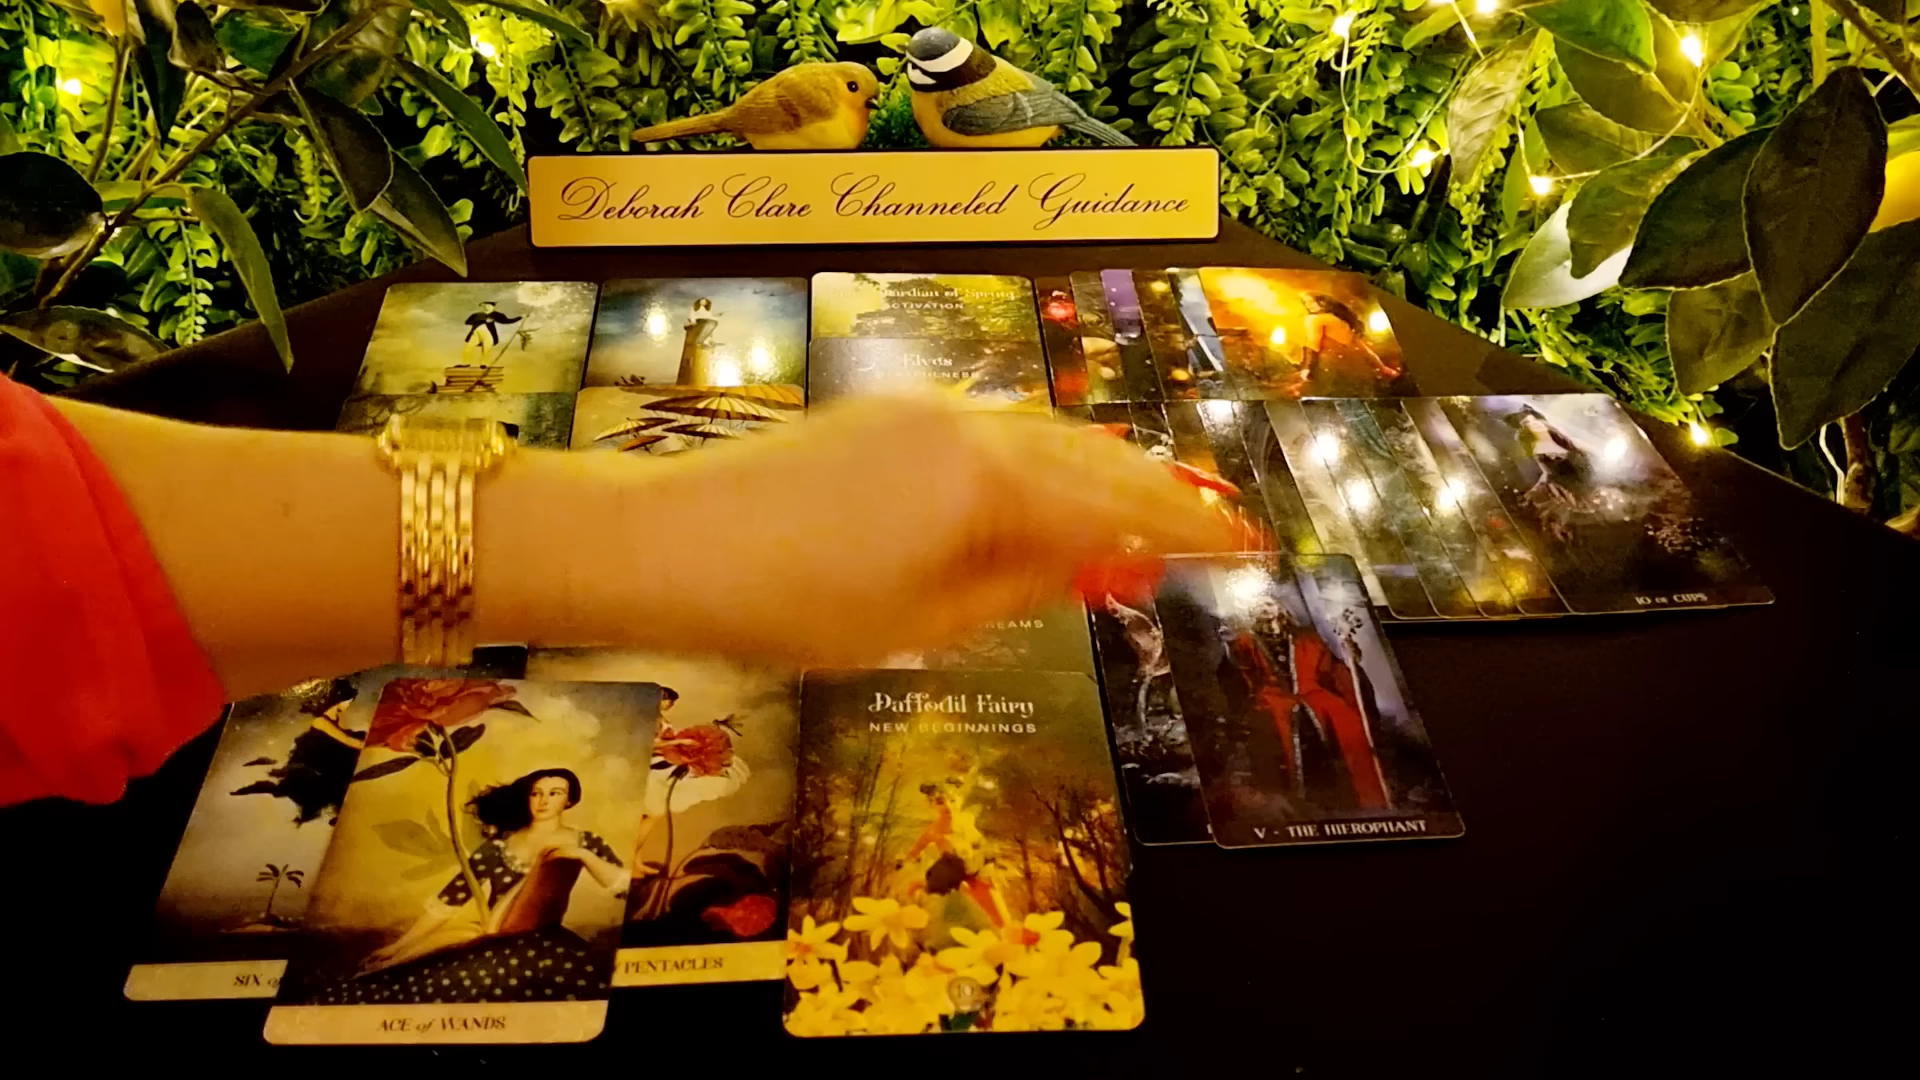 Deborah Clare Channeled Guidance
Guardian of Spring
ACTIVATION
Elves
10 OF CUPS
DREAMS
Daffodil Fairy
NEW BEGINNINGS
V - THE HIEROPHANT
PENTACLES
SIX
ACE of WANDS
10